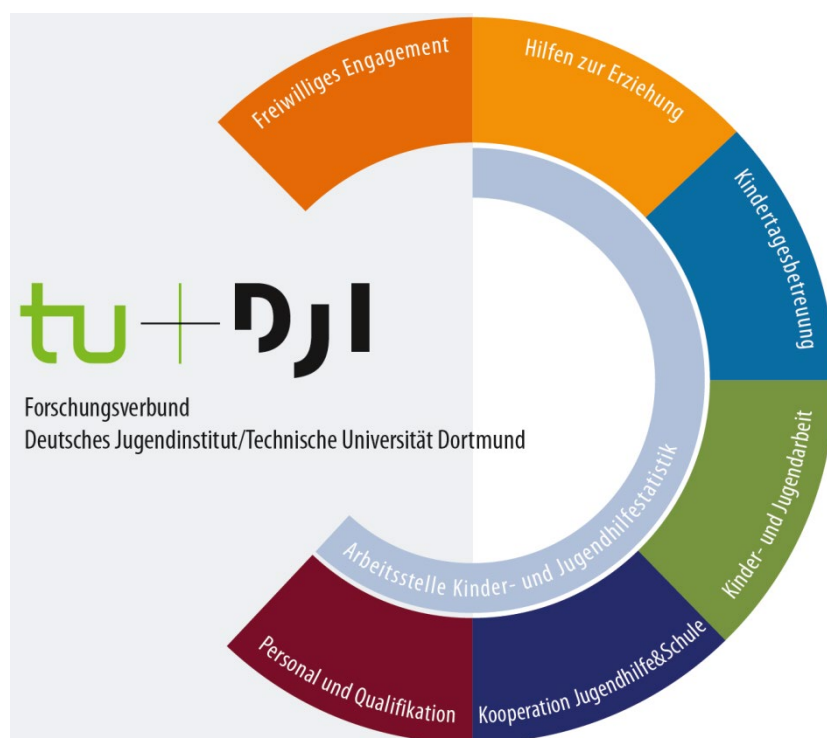 Freiwilliges Engagement
Hilfen zur Erziehung
Kindertagesbetreuung
Kinder- und Jugendarbeit
Kooperation Jugendhilfe&Schule
Personal und Qualifikation
Arbeitsstelle Kinder- und Jugendhilfestatistik
tu+DJI
Forschungsverbund
Deutsches Jugendinstitut/Technische Universität Dortmund